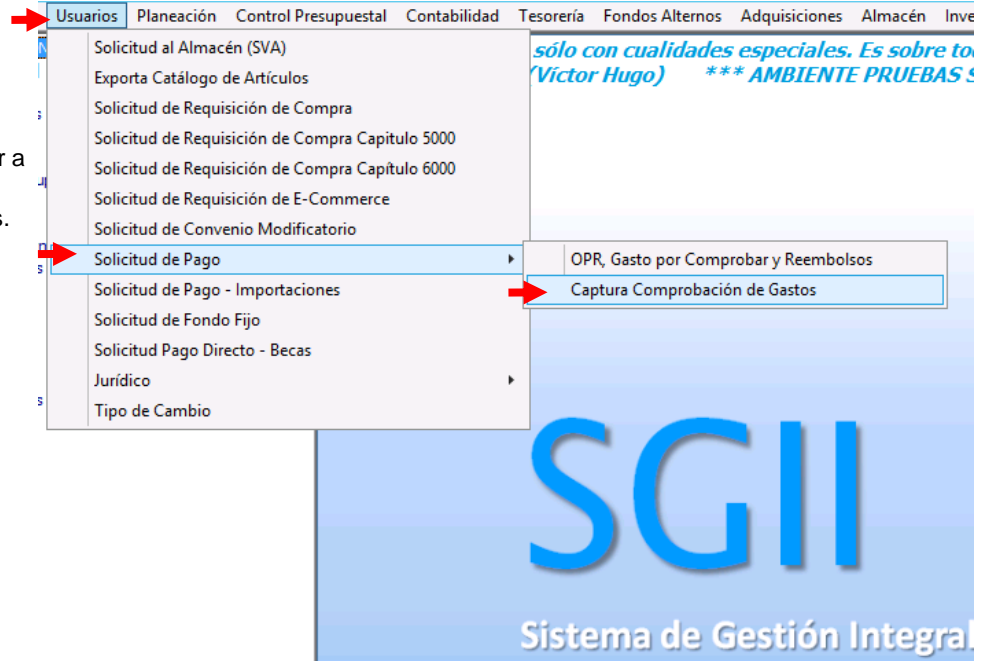 Usuarios Planeación Control Presupuestal Contabilidad Tesorería Fondos Alternos Adquisiciones Almacén Inve
sólo con cualidades especiales. Es sobre to
(Víctor Hugo) *** AMBIENTE PRUEBAS S
Solicitud al Almacén (SVA)
Exporta Catálogo de Artículos
Solicitud de Requisición de Compra
Solicitud de Requisición de Compra Capitulo 5000
r a
Solicitud de Requisición de Compra Capítulo 6000
Solicitud de Requisición de E-Commerce
s.
Solicitud de Convenio Modificatorio
Solicitud de Pago
OPR, Gasto por Comprobar y Reembolsos
Solicitud de Pago - Importaciones
Captura Comprobación de Gastos
Solicitud de Fondo Fijo
Solicitud Pago Directo - Becas
Jurídico
Tipo de Cambio
SGII
Sistema de Gestión Integral